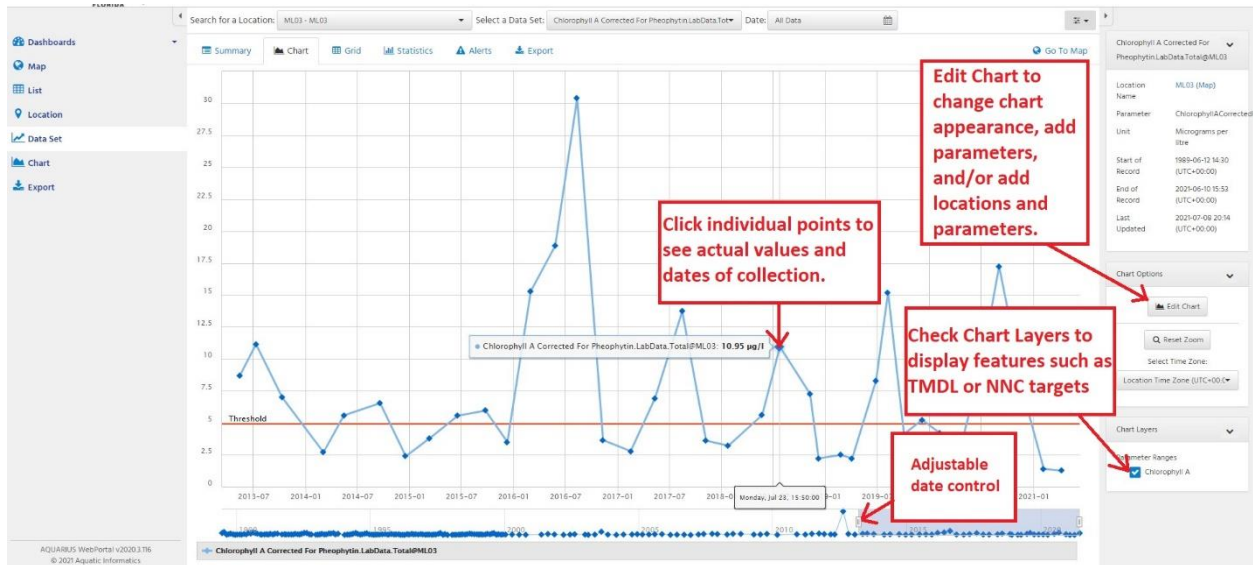 FLORIDA
Search for a Location: ML03 - ML03 Select a Data Set: Chlorophyll A Corrected For Pheophytin.LabData.Tot Date: All Data
Dashboards
Map
List
Location
Data Set
Chart
Export
Summary Chart Grid Statistics Alerts Export Go To Map
30
27.5
25
22.5
20
17.5
15
12.5
10
7.5
5
2.5
0
Threshold
Click individual points to
see actual values and
dates of collection.
Chlorophyll A Corrected For Pheophytin.LabData.Total@ML03: 10.95 µg/l
Edit Chart to
change chart
appearance, add
parameters,
and/or add
locations and
parameters.
Check Chart Layers to
display features such as
TMDL or NNC targets
Adjustable
date control
2013-07 2014-01 2014-07 2015-01 2015-07 2016-01 2016-07 2017-01 2017-07 2018-0 2021-01
Monday, Jul 23, 15:50:00
1990 1995 2000 2005 2010 2015 2020
Chlorophyll A Corrected For Pheophytin.LabData.Total@ML03
Chlorophyll A
Corrected For
Pheophytin.LabData.Total@ML03
Location
Name
ML03 (Map)
Parameter ChlorophyllACorrected
Unit Micrograms per
litre
Start of
Record
1989-06-12 14:30
(UTC+00:00)
End of
Record
2021-06-10 15:53
(UTC+00:00)
Last
Updated
2021-07-09 20:14
(UTC+00:00)
Chart Options
Edit Chart
Reset Zoom
Select Time Zone:
Location Time Zone (UTC+00:0
Chart Layers
Parameter Ranges
Chlorophyll A
AQUARIUS WebPortal v2020.3.116
© 2021 Aquatic Informatics